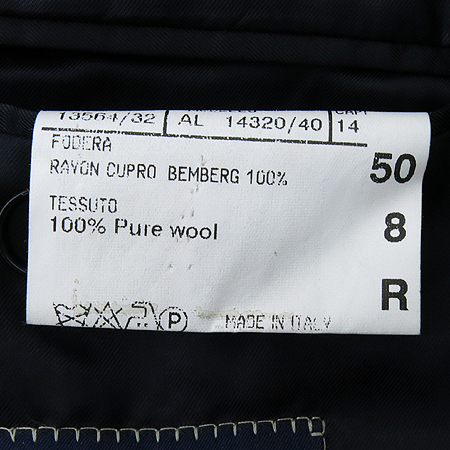 13564/32 AL 14320/40 14
FODERA
RAYON CUPRO BEMBERG 100% 50
TESSUTO
100% Pure wool 8
R
P MADE IN ITALY